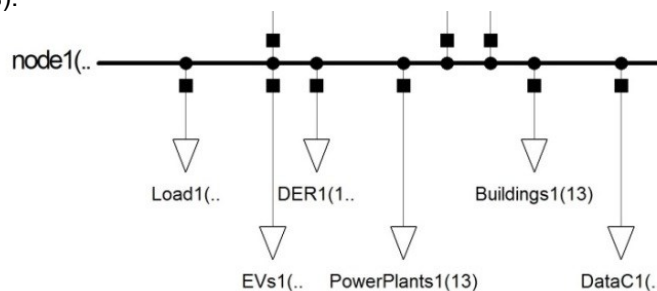 node1(..
Load1(..
DER1(1..
Buildings1(13)
EVs1(..
PowerPlants1(13)
DataC1(..